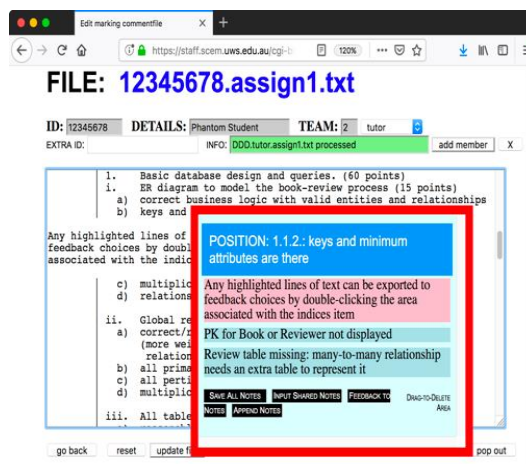 Edit marking commentfile
https://staff.scem.uws.edu.au/cgi-b
120%
FILE: 12345678.assign1.txt
ID: 12345678 DETAILS: Phantom Student TEAM: 2 tutor
EXTRA ID: INFO: DDD.tutor.assign1.txt processed add member X
1. Basic database design and queries. (60 points)
i. ER diagram to model the book-review process (15 points)
a) correct business logic with valid entities and relationships
b) keys and
Any highlighted lines of
feedback choices by doubl
associated with the indic
c) multiplic
d) relations
ii. Global re
a) correct/r
(more wei
relation
b) all prima
c) all perti
d) multiplic
iii. All table
POSITION: 1.1.2.: keys and minimum
attributes are there
Any highlighted lines of text can be exported to
feedback choices by double-clicking the area
associated with the indices item
PK for Book or Reviewer not displayed
Review table missing: many-to-many relationship
needs an extra table to represent it
SAVE ALL NOTES INPUT SHARED NOTES FEEDBACK TO
NOTES APPEND NOTES
DRAG-TO-DELETE
AREA
go back reset update fi pop out